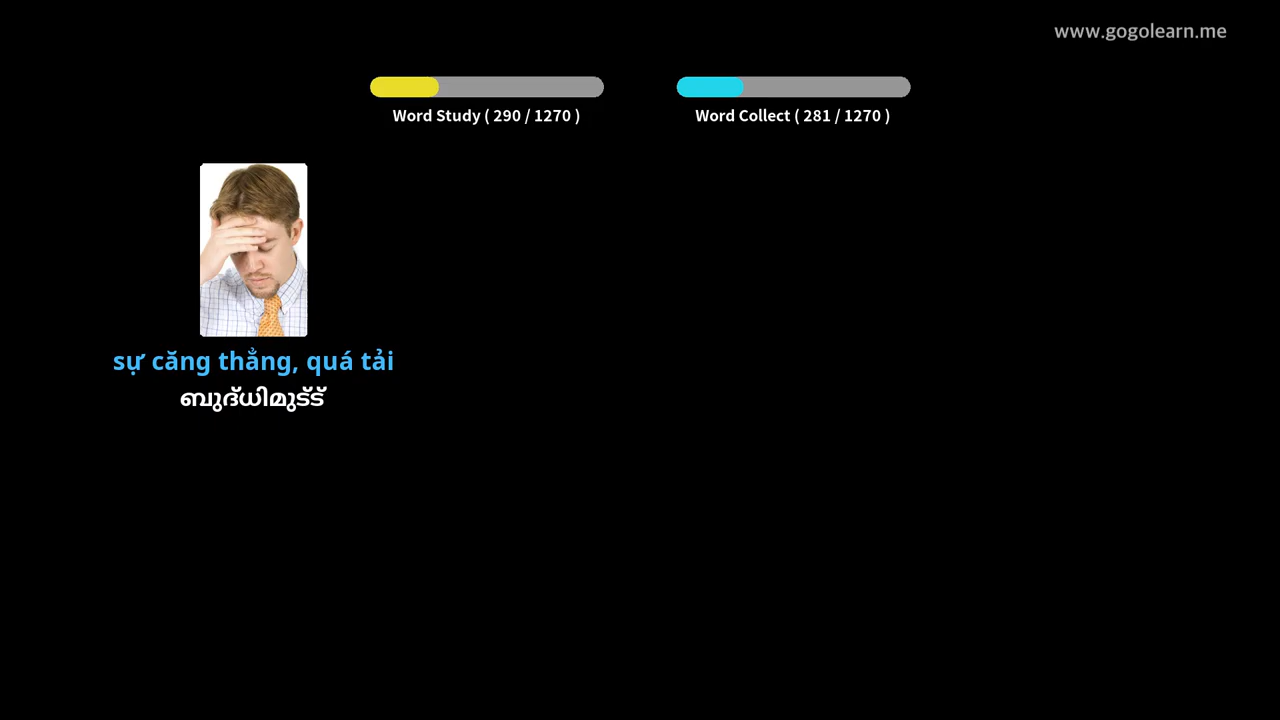 www.gogolearn.me
Word Study ( 290 / 1270 )
Word Collect ( 281 / 1270 )
sự căng thẳng, quá tải
ബുദ്ധിമുട്ട്